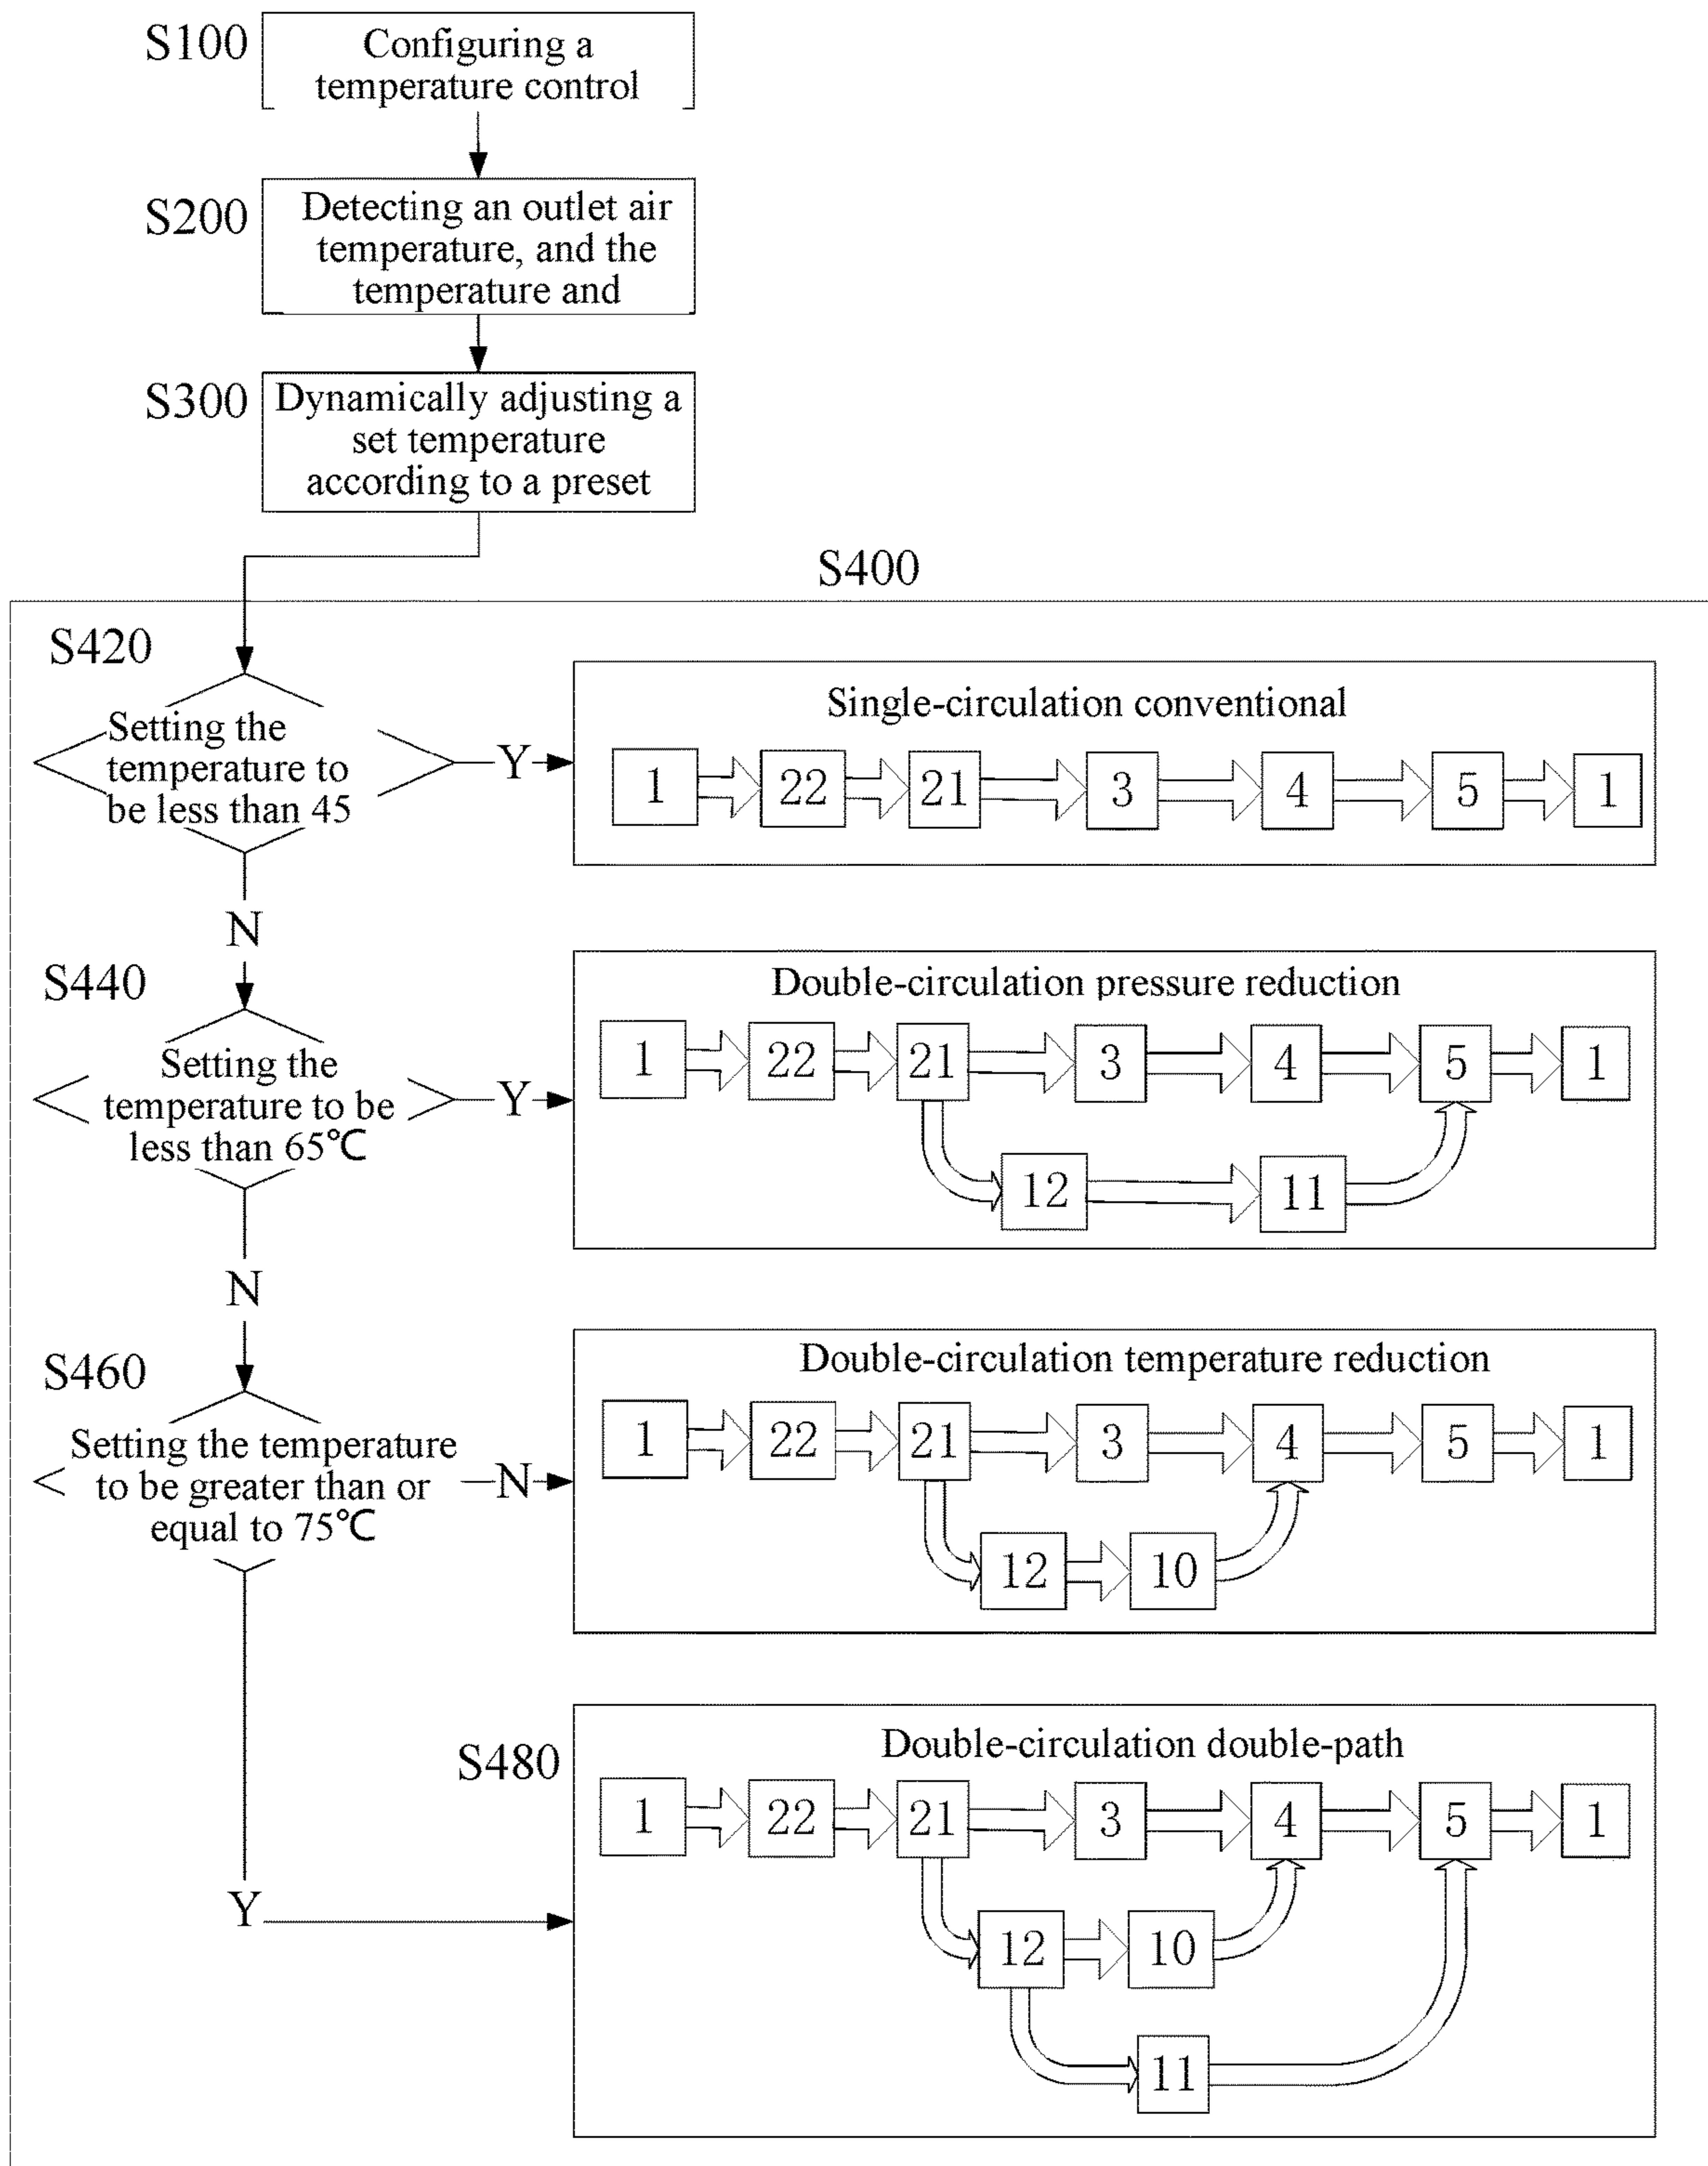 S100
Configuring a
temperature control
S200
Detecting an outlet air
temperature, and the
temperature and
S300
Dynamically adjusting a
set temperature
according to a preset
S400
S420
Setting the
temperature to
be less than 45
Y
Single-circulation conventional
1 22 21 3 4 5 1
N
S440
Setting the
temperature to be
less than 65℃
Y
Double-circulation pressure reduction
1 22 21 3 4 5 1
12 11
N
S460
Setting the temperature
to be greater than or
equal to 75℃
N
Double-circulation temperature reduction
1 22 21 3 4 5 1
12 10
Y
S480
Double-circulation double-path
1 22 21 3 4 5 1
12 10
11